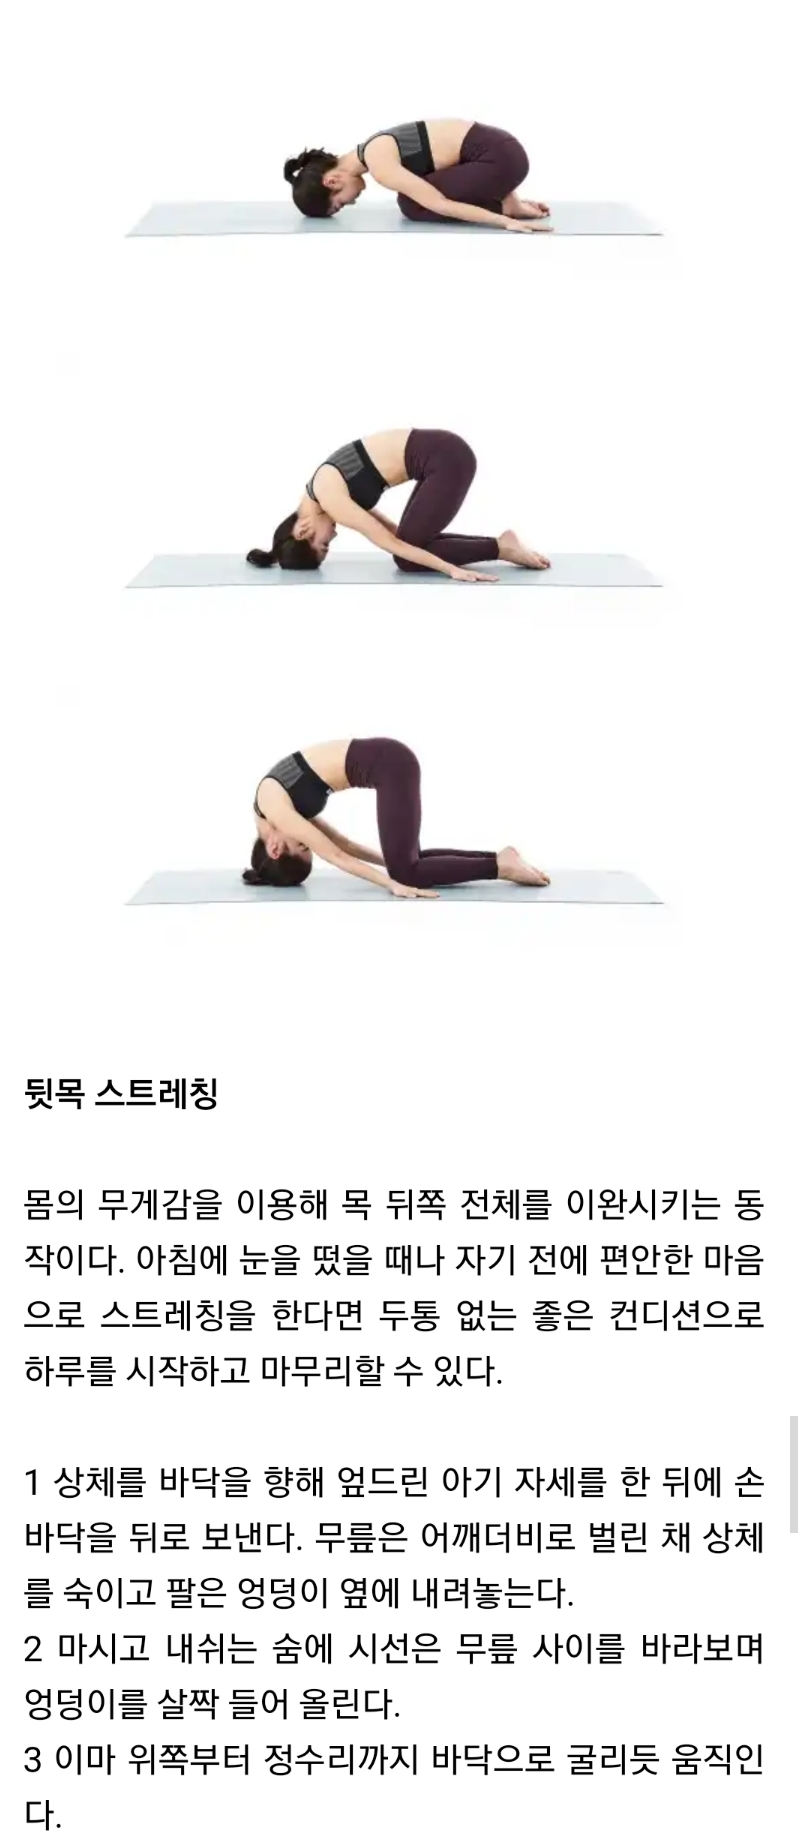 뒷목 스트레칭
몸의 무게감을 이용해 목 뒤쪽 전체를 이완시키는 동
작이다. 아침에 눈을 떴을 때나 자기 전에 편안한 마음
으로 스트레칭을 한다면 두통 없는 좋은 컨디션으로
하루를 시작하고 마무리할 수 있다.
1 상체를 바닥을 향해 엎드린 아기 자세를 한 뒤에 손
바닥을 뒤로 보낸다. 무릎은 어깨더비로 벌린 채 상체
를 숙이고 팔은 엉덩이 옆에 내려놓는다.
2 마시고 내쉬는 숨에 시선은 무릎 사이를 바라보며
엉덩이를 살짝 들어 올린다.
3 이마 위쪽부터 정수리까지 바닥으로 굴리듯 움직인
다.